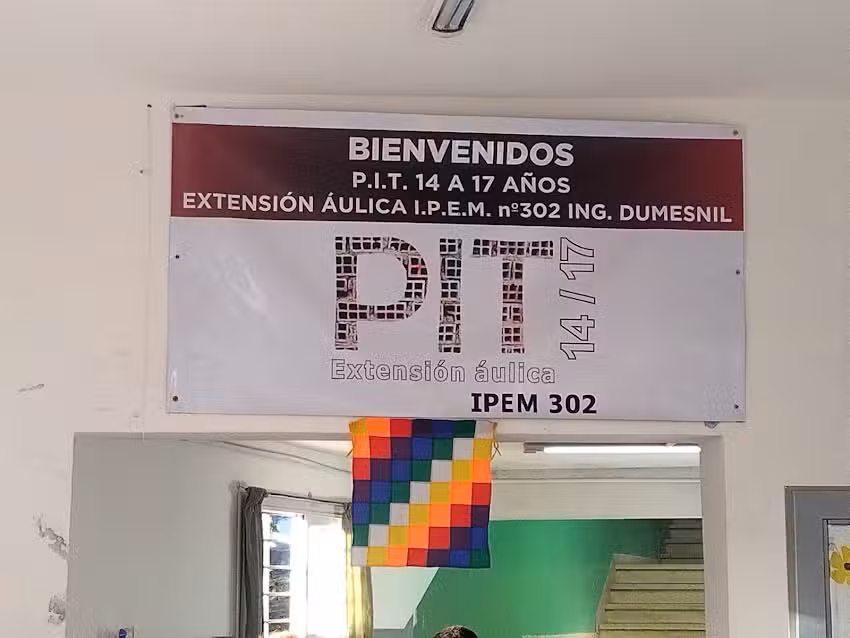 BIENVENIDOS
P.I.T. 14 A 17 AÑOS
EXTENSIÓN ÁULICA I.P.E.M. nº302 ING. DUMESNIL
PIT 14 / 17
Extensión áulica
IPEM 302